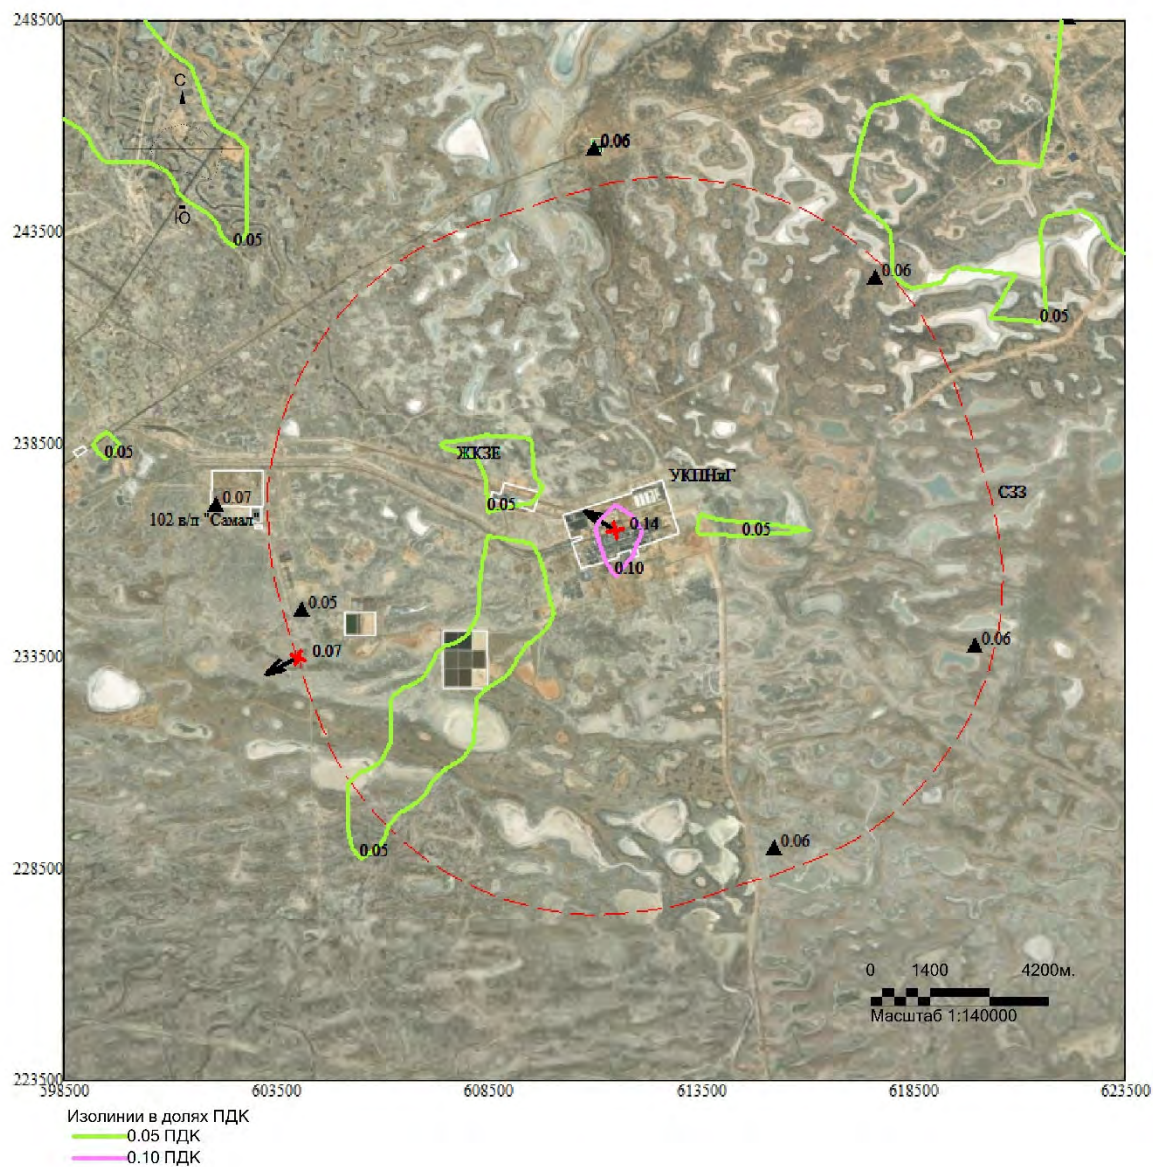 248500
С
0.06
Ю
243500
0.05
0.06
0.05
238500
0.05
ЖКЗЕ
УКПНиГ
СЗЗ
0.07
0.05
102 в/п "Самал"
0.14
0.05
0.10
0.05
0.06
0.07
233500
0.06
0.05
228500
0 1400 4200м.
Масштаб 1:140000
223500
598500 603500 608500 613500 618500 623500
Изолинии в долях ПДК
0.05 ПДК
0.10 ПДК